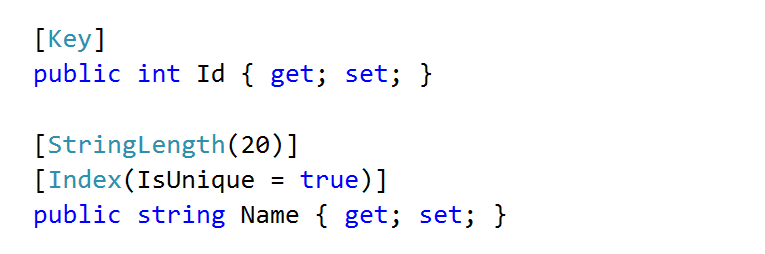 [Key]
public int Id { get; set; }
[StringLength(20)]
[Index(IsUnique = true)]
public string Name { get; set; }